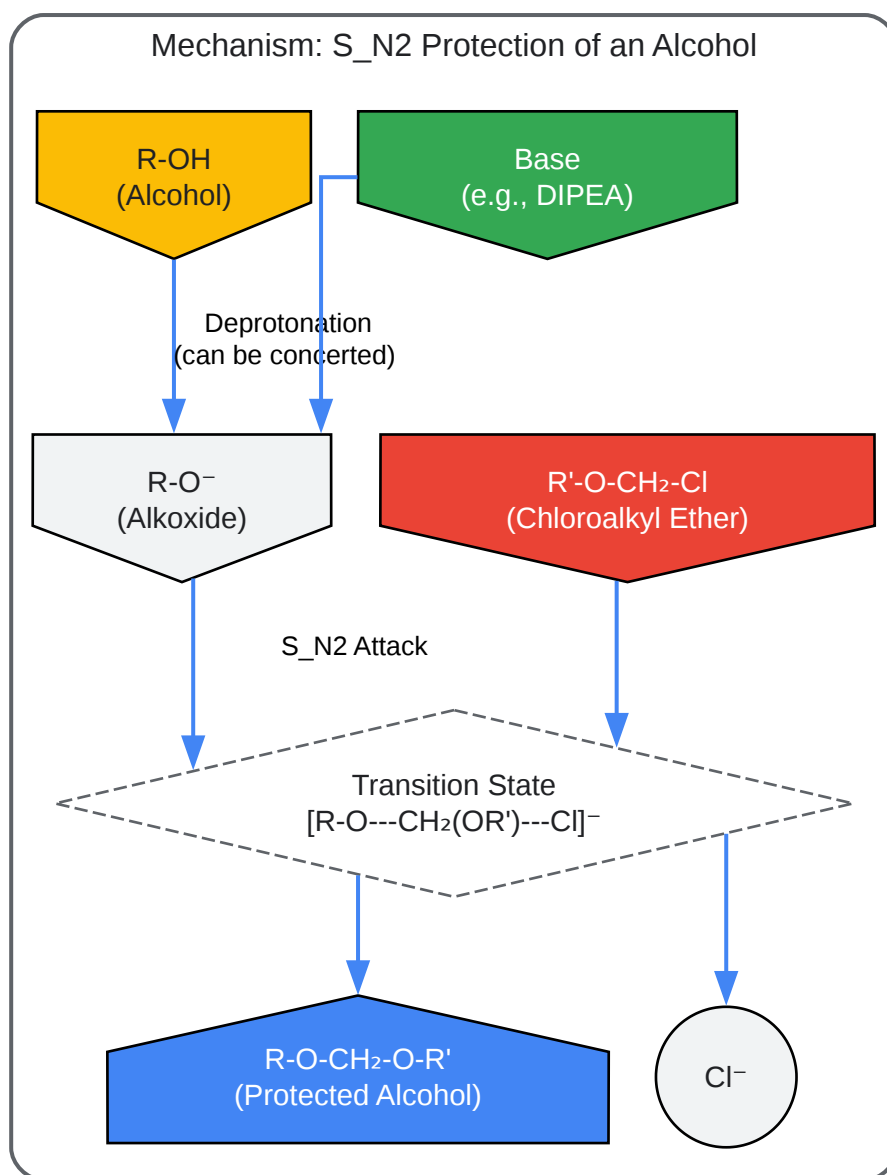 Mechanism: S_N2 Protection of an Alcohol
R-OH
(Alcohol)
Base
(e.g., DIPEA)
Deprotonation
(can be concerted)
R-O⁻
(Alkoxide)
R'-O-CH₂-Cl
(Chloroalkyl Ether)
S_N2 Attack
Transition State
[R-O---CH₂(OR')---Cl]⁻
R-O-CH₂-O-R'
(Protected Alcohol)
Cl⁻